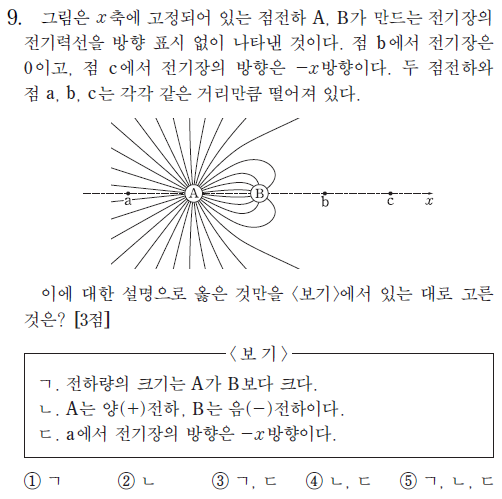 9. 그림은 x축에 고정되어 있는 점전하 A, B가 만드는 전기장의
전기력선을 방향 표시 없이 나타낸 것이다. 점 b에서 전기장은
0이고, 점 c에서 전기장의 방향은 -x방향이다. 두 점전하와
점 a, b, c는 각각 같은 거리만큼 떨어져 있다.
a A B b c x
이에 대한 설명으로 옳은 것만을 <보기>에서 있는 대로 고른
것은? [3점]
<보 기>
ㄱ. 전하량의 크기는 A가 B보다 크다.
ㄴ. A는 양(+)전하, B는 음(-)전하이다.
ㄷ. a에서 전기장의 방향은 -x방향이다.
① ㄱ ② ㄴ ③ ㄱ, ㄷ ④ ㄴ, ㄷ ⑤ ㄱ, ㄴ, ㄷ